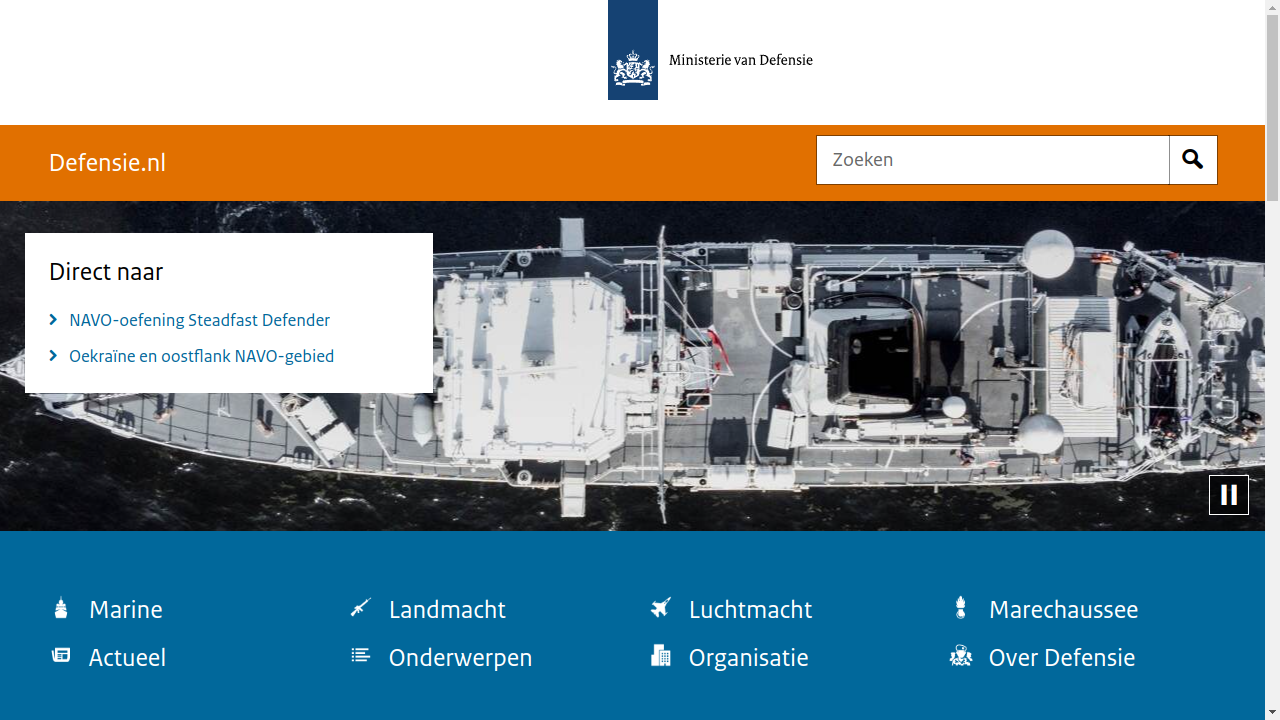 Ministerie van Defensie
Defensie.nl
Zoeken
Direct naar
NAVO-oefening Steadfast Defender
Oekraïne en oostflank NAVO-gebied
Marine
Landmacht
Luchtmacht
Marechaussee
Actueel
Onderwerpen
Organisatie
Over Defensie